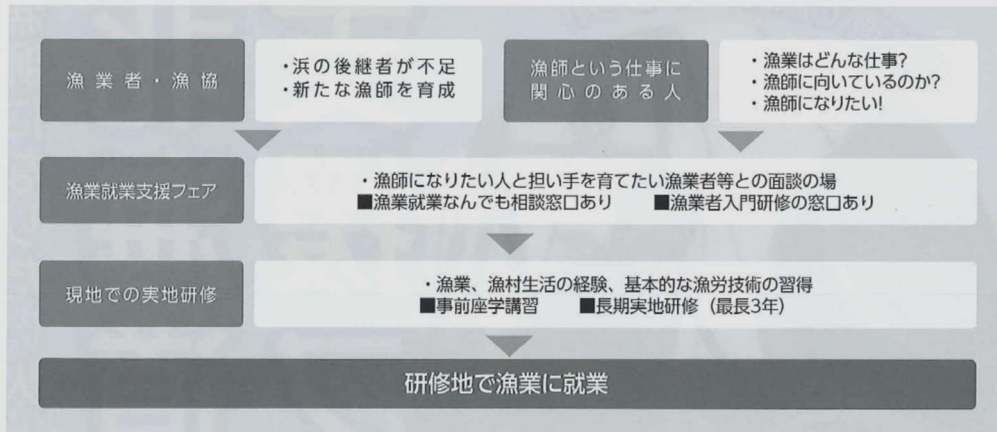 漁業者・漁協
・浜の後継者が不足
・新たな漁師を育成
漁師という仕事に
関心のある人
・漁業はどんな仕事?
・漁師に向いているのか?
・漁師になりたい!
漁業就業支援フェア
・漁師になりたい人と担い手を育てたい漁業者等との面談の場
■漁業就業なんでも相談窓口あり　■漁業者入門研修の窓口あり
現地での実地研修
・漁業、漁村生活の経験、基本的な漁労技術の習得
■事前座学講習　■長期実地研修（最長3年）
研修地で漁業に就業